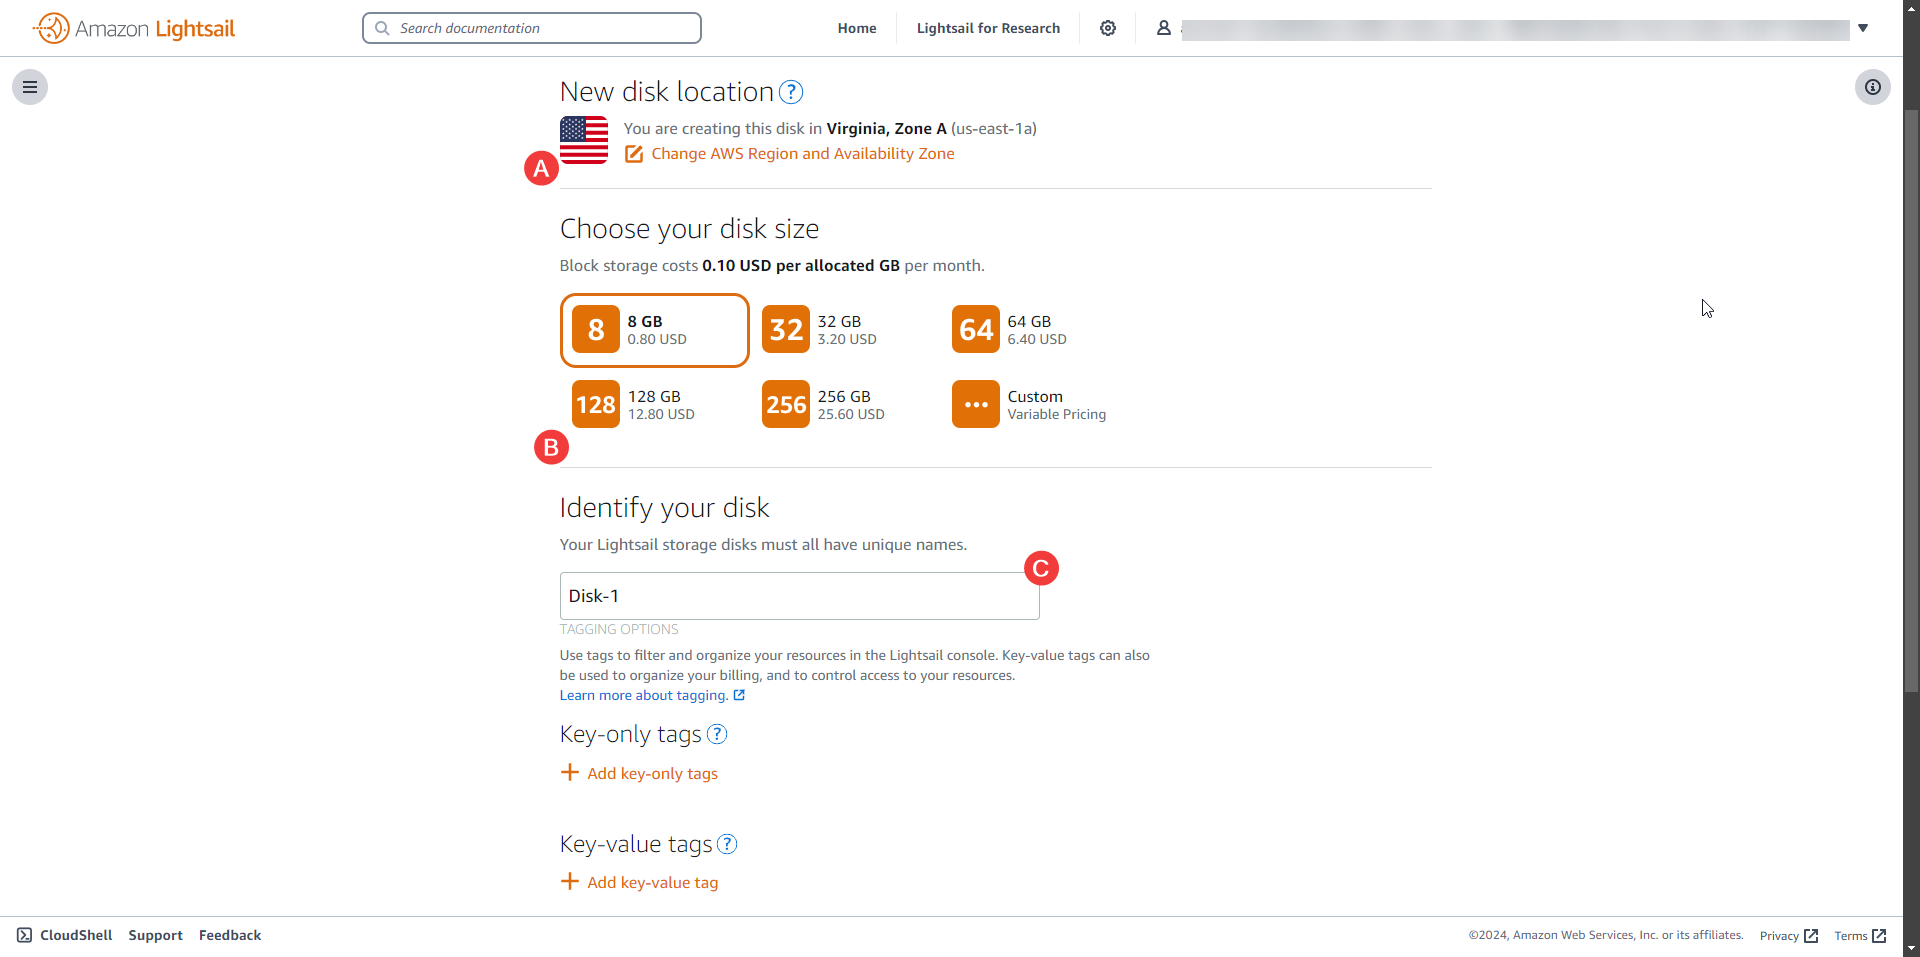 Amazon Lightsail
Search documentation
Home
Lightsail for Research
New disk location ?
You are creating this disk in Virginia, Zone A (us-east-1a)
Change AWS Region and Availability Zone
A
Choose your disk size
Block storage costs 0.10 USD per allocated GB per month.
8
8 GB
0.80 USD
32
32 GB
3.20 USD
64
64 GB
6.40 USD
128
128 GB
12.80 USD
256
256 GB
25.60 USD
Custom
Variable Pricing
B
Identify your disk
Your Lightsail storage disks must all have unique names.
C
Disk-1
TAGGING OPTIONS
Use tags to filter and organize your resources in the Lightsail console. Key-value tags can also
be used to organize your billing, and to control access to your resources.
Learn more about tagging.
Key-only tags ?
+ Add key-only tags
Key-value tags ?
+ Add key-value tag
CloudShell
Support
Feedback
©2024, Amazon Web Services, Inc. or its affiliates.
Privacy
Terms